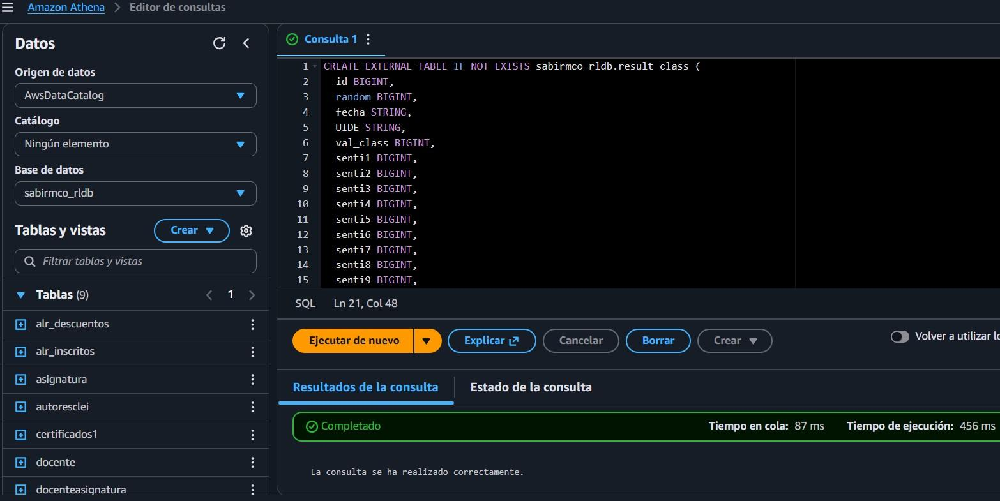 Amazon Athena > Editor de consultas
Datos
Origen de datos
AwsDataCatalog
Catálogo
Ningún elemento
Base de datos
sabirmco_rldb
Tablas y vistas
Crear
Filtrar tablas y vistas
Tablas (9)
1
alr_descuentos
alr_inscritos
asignatura
autoresclei
certificados1
docente
docenteasignatura
Consulta 1
1 CREATE EXTERNAL TABLE IF NOT EXISTS sabirmco_rldb.result_class (
2 id BIGINT,
3 random BIGINT,
4 fecha STRING,
5 UIDE STRING,
6 val_class BIGINT,
7 senti1 BIGINT,
8 senti2 BIGINT,
9 senti3 BIGINT,
10 senti4 BIGINT,
11 senti5 BIGINT,
12 senti6 BIGINT,
13 senti7 BIGINT,
14 senti8 BIGINT,
15 senti9 BIGINT,
SQL Ln 21, Col 48
Ejecutar de nuevo Explicar Cancelar Borrar Crear Volver a utilizar
Resultados de la consulta Estado de la consulta
Completado Tiempo en cola: 87 ms Tiempo de ejecución: 456 ms
La consulta se ha realizado correctamente.